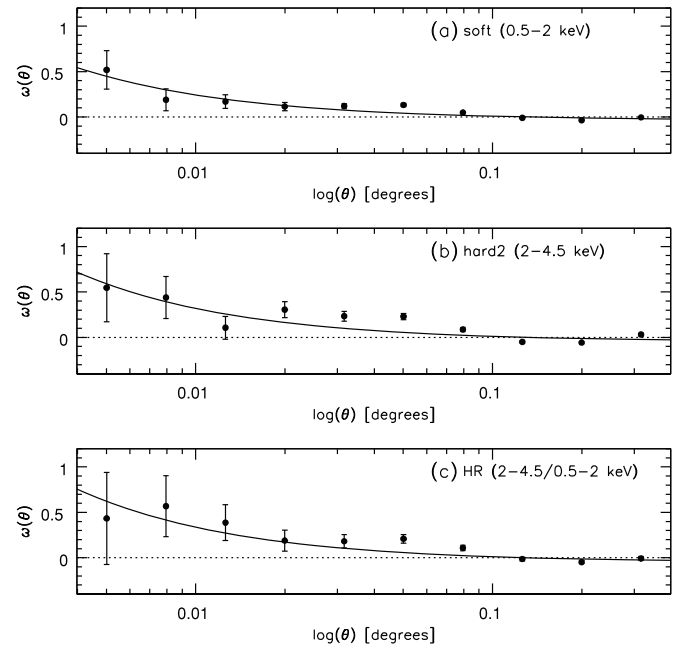 (a) soft (0.5−2 keV)
1
0.5
0
ω(θ)
0.01
0.1
log(θ) [degrees]
(b) hard2 (2−4.5 keV)
1
0.5
0
ω(θ)
0.01
0.1
log(θ) [degrees]
(c) HR (2−4.5/0.5−2 keV)
1
0.5
0
ω(θ)
0.01
0.1
log(θ) [degrees]